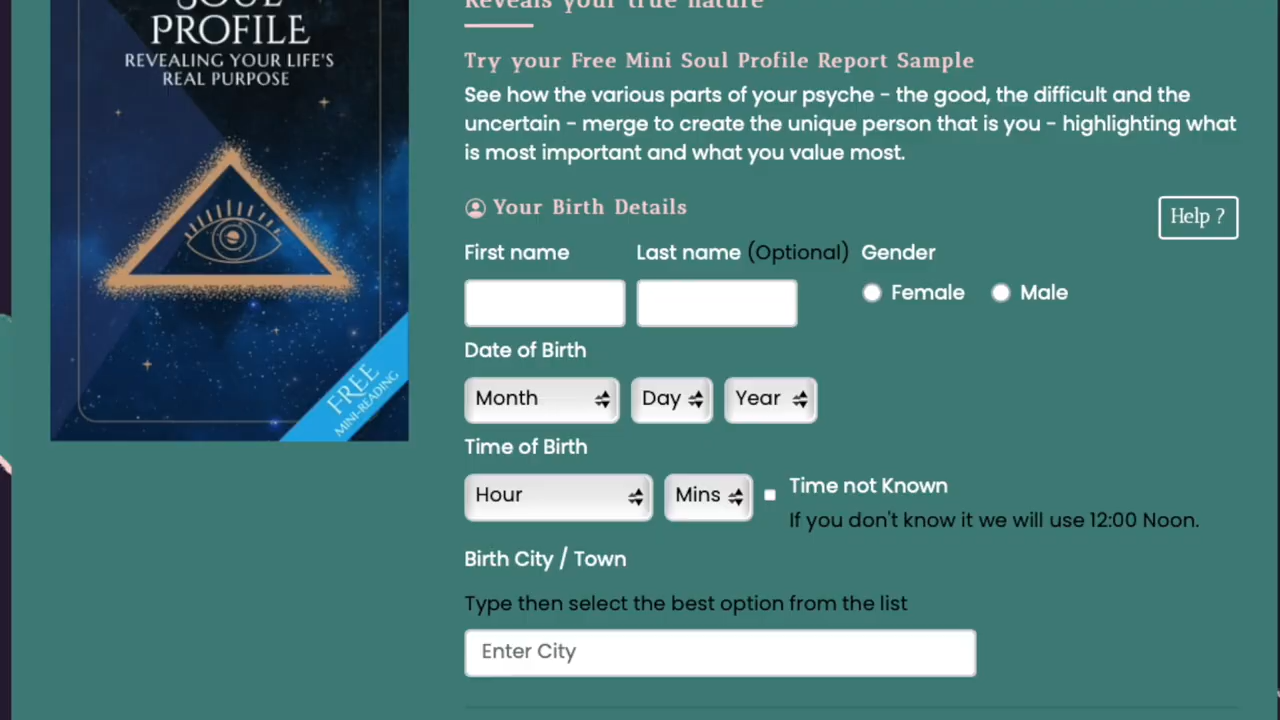 SOUL
PROFILE
REVEALING YOUR LIFE'S
REAL PURPOSE
FREE
MINI-READING
Reveals your true nature
Try your Free Mini Soul Profile Report Sample
See how the various parts of your psyche - the good, the difficult and the
uncertain - merge to create the unique person that is you - highlighting what
is most important and what you value most.
Your Birth Details
Help ?
First name Last name (Optional) Gender
Female Male
Date of Birth
Month Day Year
Time of Birth
Hour Mins Time not Known
If you don't know it we will use 12:00 Noon.
Birth City / Town
Type then select the best option from the list
Enter City